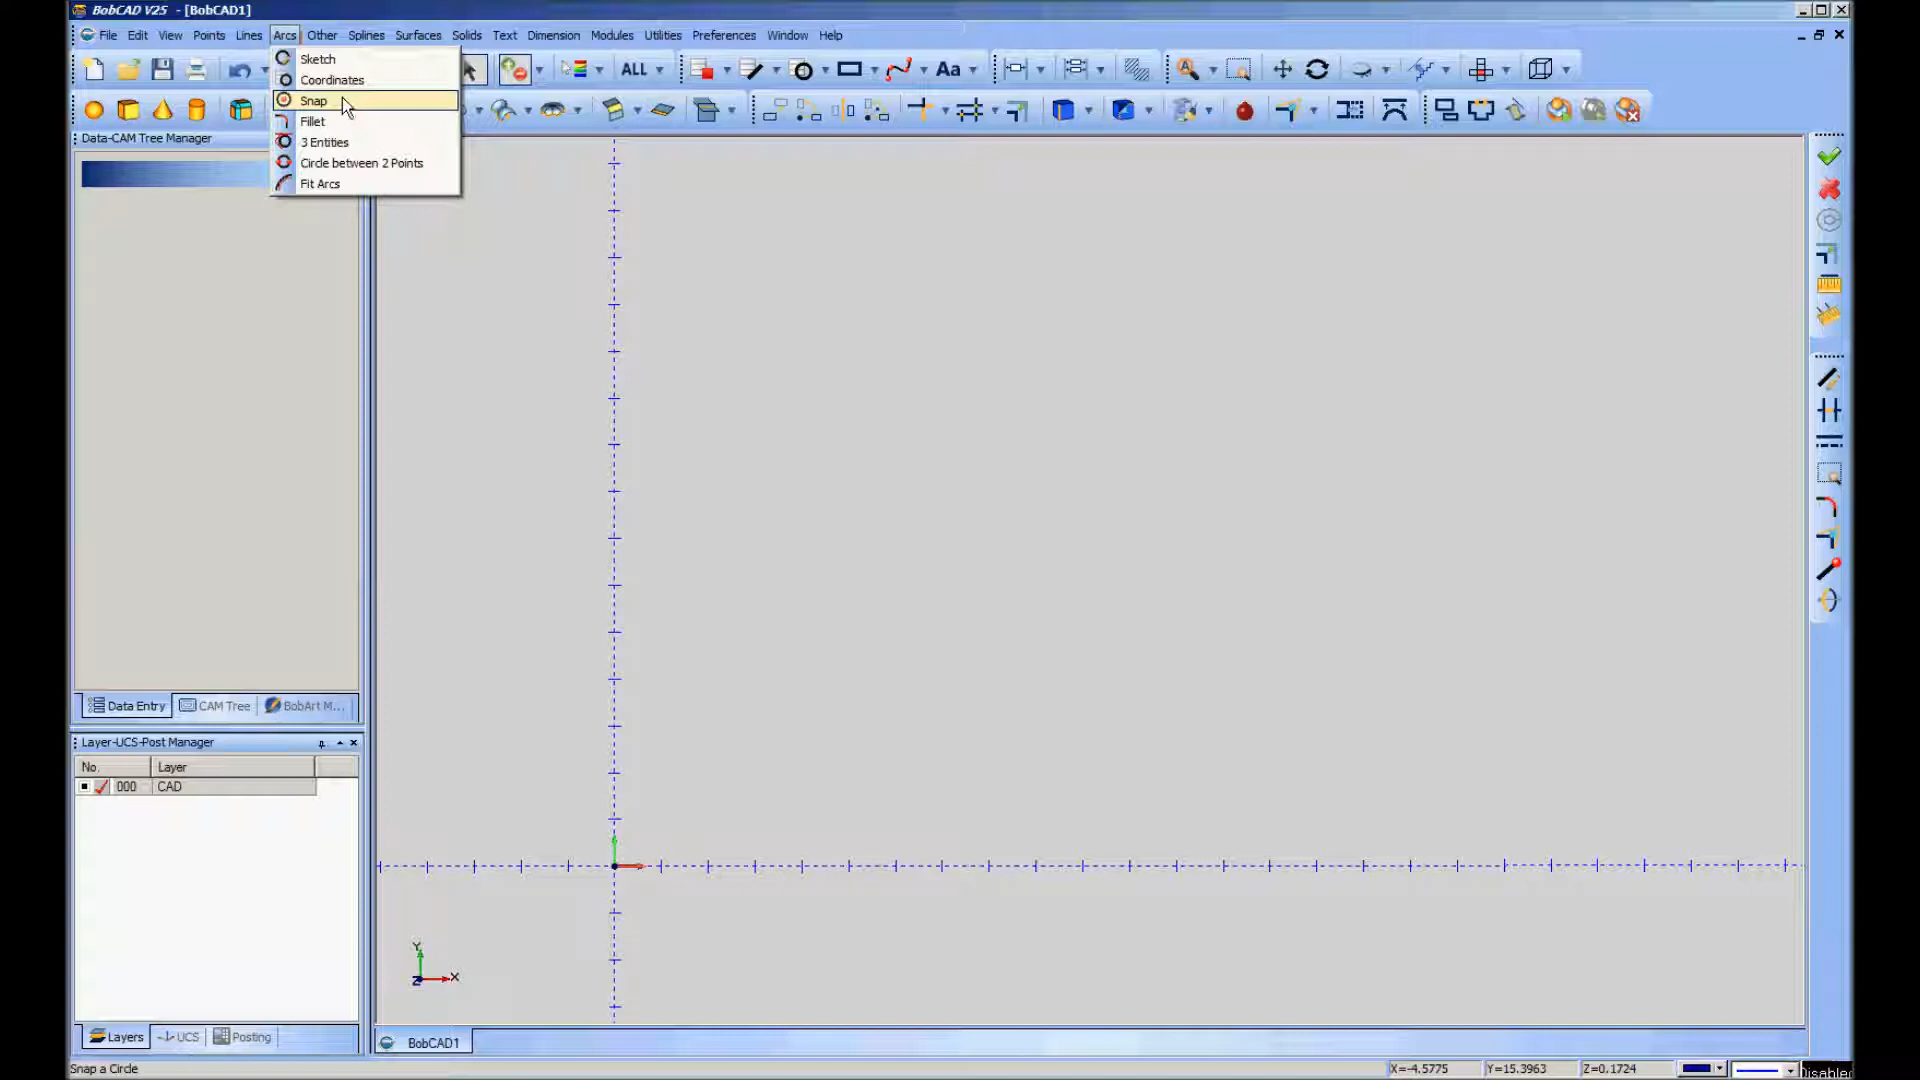 BobCAD V25 - [BobCAD1]
File Edit View Points Lines Arcs Other Splines Surfaces Solids Text Dimension Modules Utilities Preferences Window Help
Sketch
Coordinates
Snap
Fillet
3 Entities
Circle between 2 Points
Fit Arcs
ALL
Aa
Data-CAM Tree Manager
Data Entry CAM Tree BobArt M...
Layer-UCS-Post Manager
No. Layer
000 CAD
Y
X
Z
Layers UCS Posting
BobCAD1
Snap a Circle
X=-4.5775 Y=15.3963 Z=0.1724